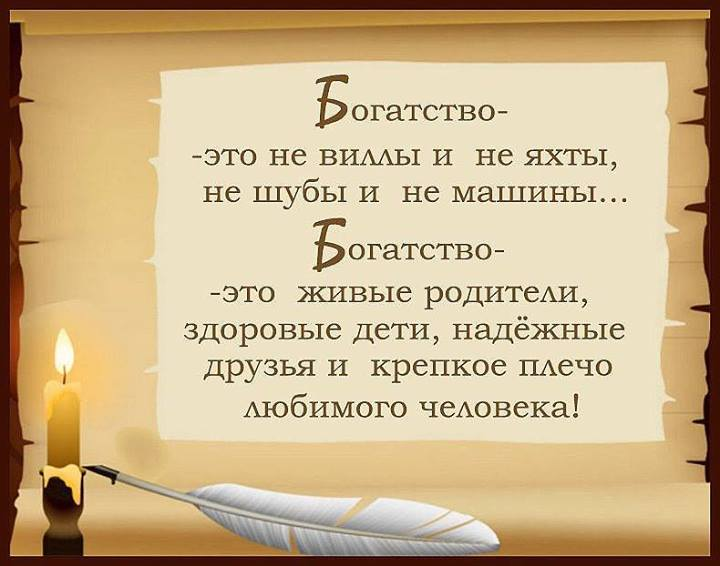 Богатство-
-это не виллы и не яхты,
не шубы и не машины...
Богатство-
-это живые родители,
здоровые дети, надёжные
друзья и крепкое плечо
любимого человека!